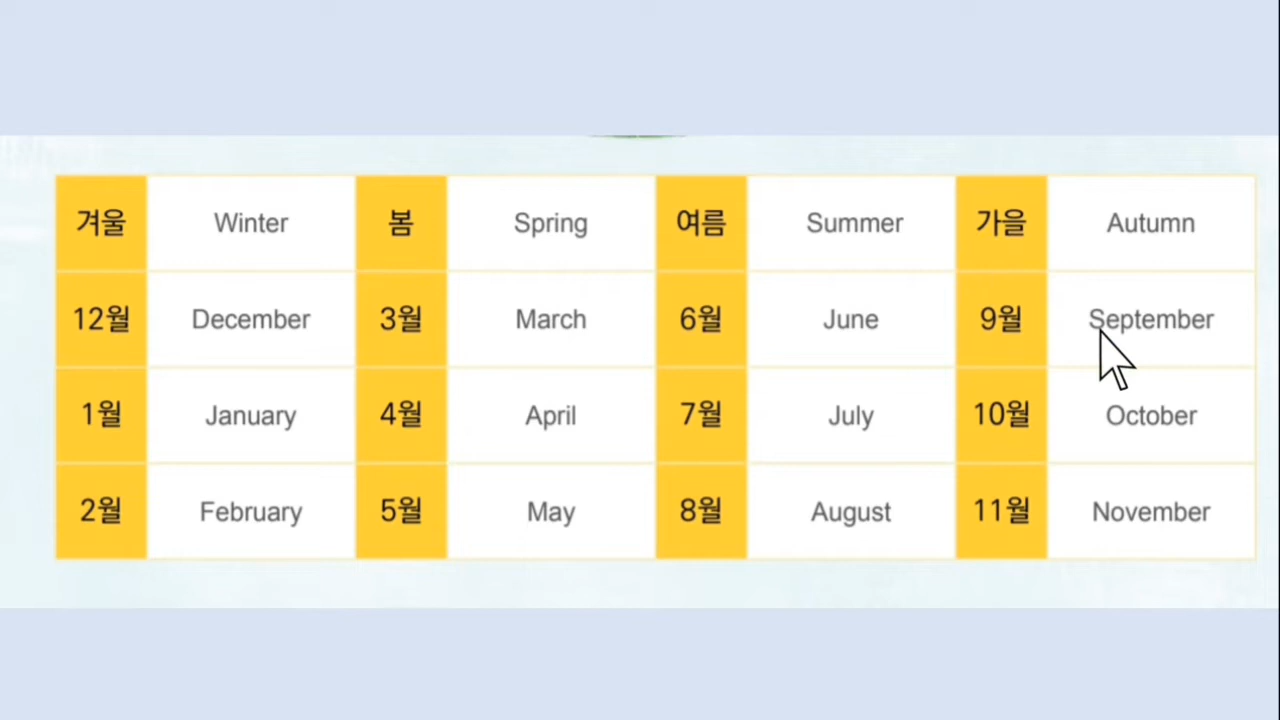 겨울 Winter 봄 Spring 여름 Summer 가을 Autumn
12월 December 3월 March 6월 June 9월 September
1월 January 4월 April 7월 July 10월 October
2월 February 5월 May 8월 August 11월 November